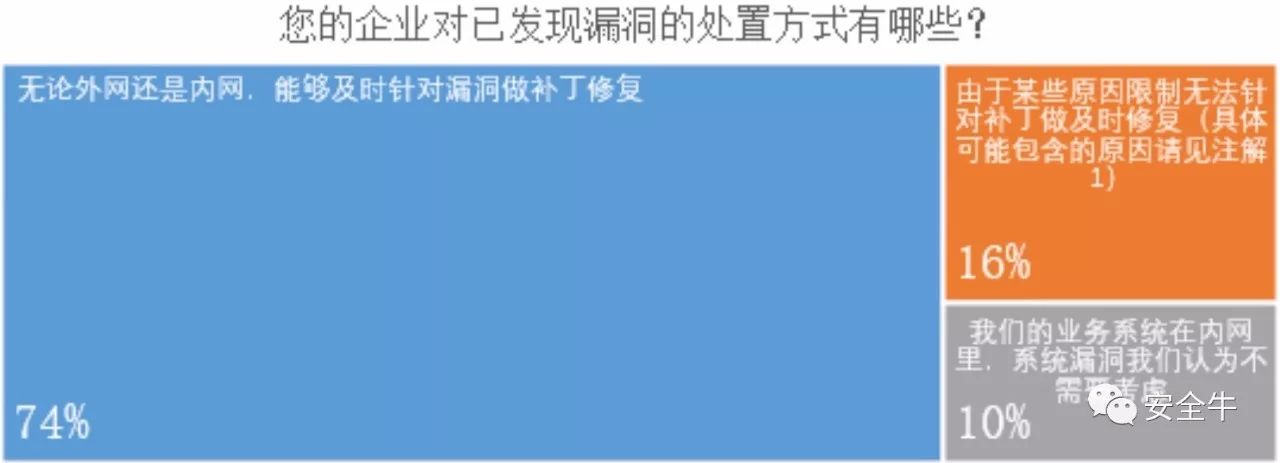 您的企业对已发现漏洞的处置方式有哪些？
无论外网还是内网，能够及时针对漏洞做补丁修复
74%
由于某些原因限制无法针
对补丁做及时修复（具体
可能包含的原因请见注解
1）
16%
我们的业务系统在内网
里，系统漏洞我们认为不
需要考虑
10%
安全牛